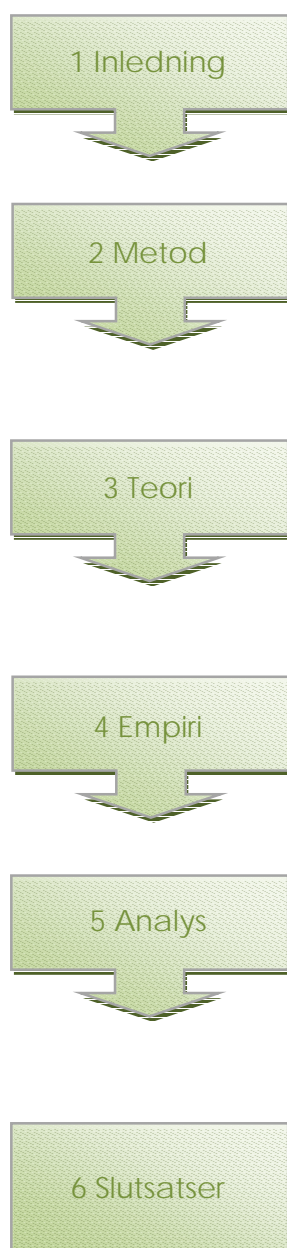 1 Inledning
2 Metod
3 Teori
4 Empiri
5 Analys
6 Slutsatser